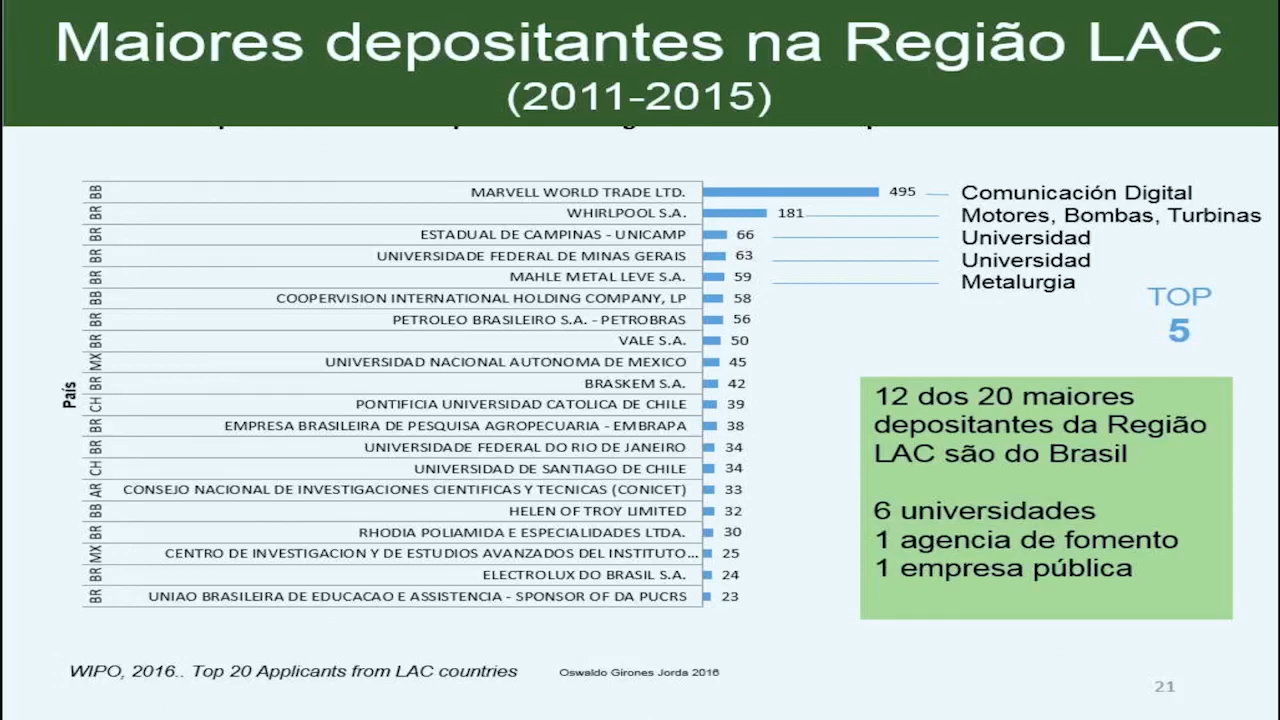 Maiores depositantes na Região LAC
(2011-2015)
País
BB MARVELL WORLD TRADE LTD. 495 Comunicación Digital
BR WHIRLPOOL S.A. 181 Motores, Bombas, Turbinas
BR ESTADUAL DE CAMPINAS - UNICAMP 66 Universidad
BR UNIVERSIDADE FEDERAL DE MINAS GERAIS 63 Universidad
BR MAHLE METAL LEVE S.A. 59 Metalurgia
BB COOPERVISION INTERNATIONAL HOLDING COMPANY, LP 58
BR PETROLEO BRASILEIRO S.A. - PETROBRAS 56
BR VALE S.A. 50
MX UNIVERSIDAD NACIONAL AUTONOMA DE MEXICO 45
BR BRASKEM S.A. 42
CH PONTIFICIA UNIVERSIDAD CATOLICA DE CHILE 39
BR EMPRESA BRASILEIRA DE PESQUISA AGROPECUARIA - EMBRAPA 38
BR UNIVERSIDADE FEDERAL DO RIO DE JANEIRO 34
CH UNIVERSIDAD DE SANTIAGO DE CHILE 34
AR CONSEJO NACIONAL DE INVESTIGACIONES CIENTIFICAS Y TECNICAS (CONICET) 33
BB HELEN OF TROY LIMITED 32
BR RHODIA POLIAMIDA E ESPECIALIDADES LTDA. 30
MX CENTRO DE INVESTIGACION Y DE ESTUDIOS AVANZADOS DEL INSTITUTO... 25
BR ELECTROLUX DO BRASIL S.A. 24
BR UNIAO BRASILEIRA DE EDUCACAO E ASSISTENCIA - SPONSOR OF DA PUCRS 23
TOP
5
12 dos 20 maiores
depositantes da Região
LAC são do Brasil
6 universidades
1 agencia de fomento
1 empresa pública
WIPO, 2016.. Top 20 Applicants from LAC countries
Oswaldo Girones Jorda 2016
21